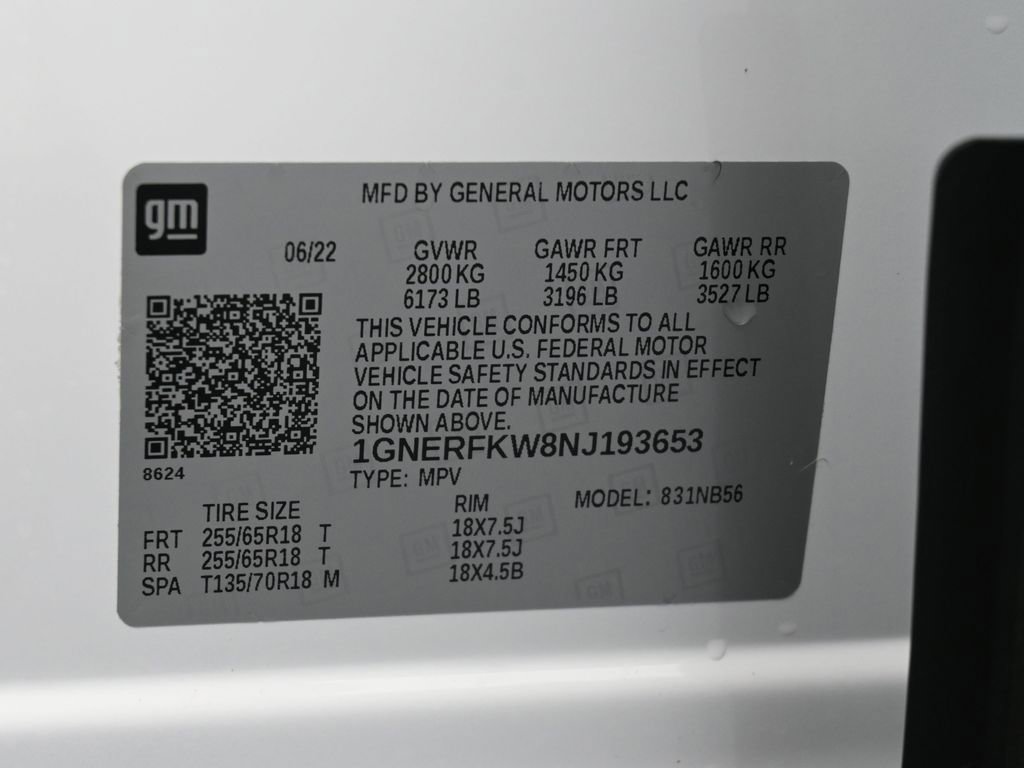 gm
MFD BY GENERAL MOTORS LLC
06/22 GVWR GAWR FRT GAWR RR
2800 KG 1450 KG 1600 KG
6173 LB 3196 LB 3527 LB
THIS VEHICLE CONFORMS TO ALL
APPLICABLE U.S. FEDERAL MOTOR
VEHICLE SAFETY STANDARDS IN EFFECT
ON THE DATE OF MANUFACTURE
SHOWN ABOVE.
1GNERFKW8NJ193653
8624
TYPE: MPV
TIRE SIZE RIM MODEL: 831NB56
FRT 255/65R18 T 18X7.5J
RR 255/65R18 T 18X7.5J
SPA T135/70R18 M 18X4.5B